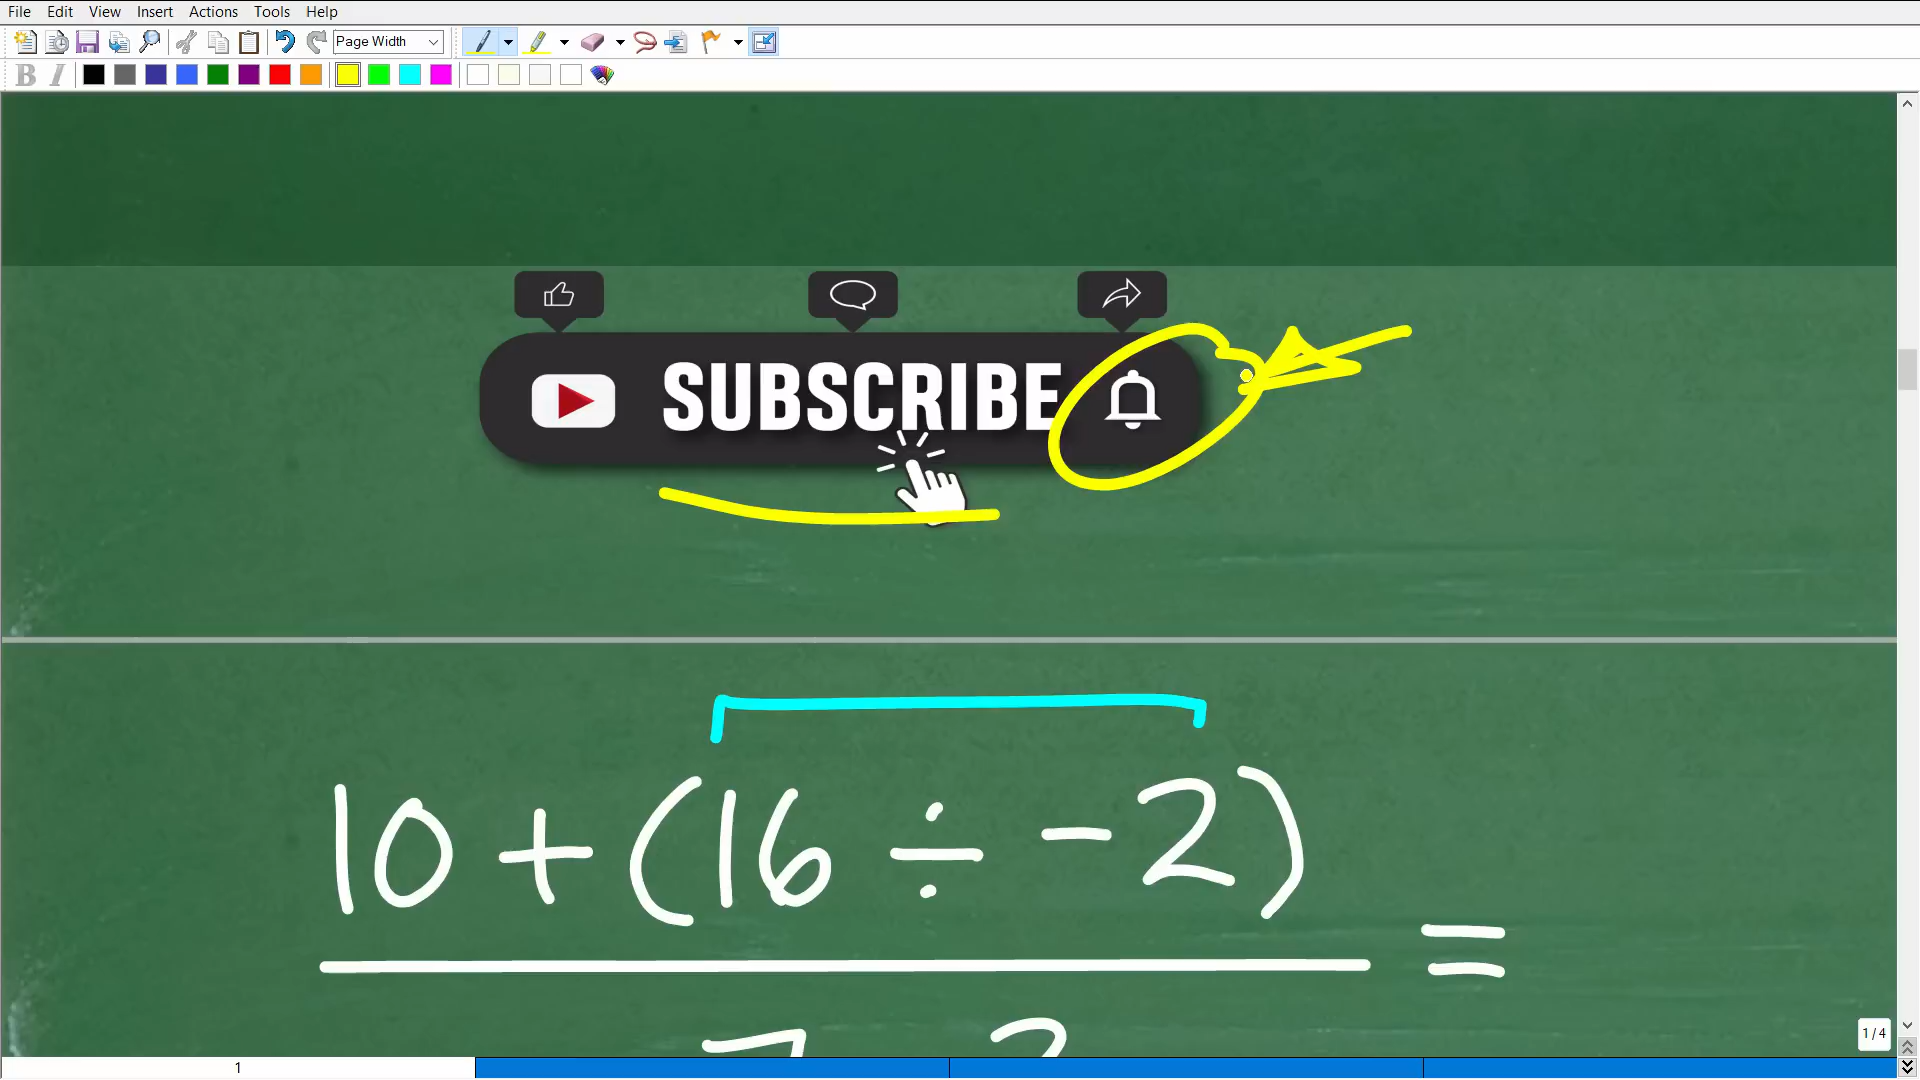 File Edit View Insert Actions Tools Help
Page Width
B I
SUBSCRIBE
10 + (16 ÷ -2)
=
1 / 4
1